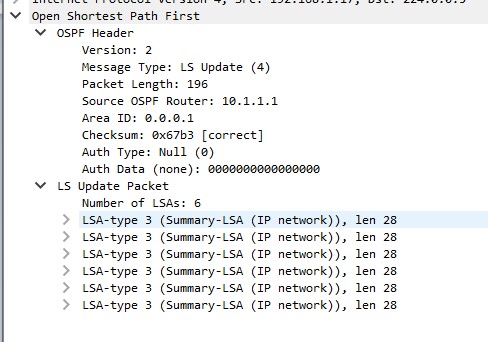 Internet Protocol Version 4, Src: 192.168.1.17, Dst: 224.0.0.5
Open Shortest Path First
OSPF Header
Version: 2
Message Type: LS Update (4)
Packet Length: 196
Source OSPF Router: 10.1.1.1
Area ID: 0.0.0.1
Checksum: 0x67b3 [correct]
Auth Type: Null (0)
Auth Data (none): 0000000000000000
LS Update Packet
Number of LSAs: 6
LSA-type 3 (Summary-LSA (IP network)), len 28
LSA-type 3 (Summary-LSA (IP network)), len 28
LSA-type 3 (Summary-LSA (IP network)), len 28
LSA-type 3 (Summary-LSA (IP network)), len 28
LSA-type 3 (Summary-LSA (IP network)), len 28
LSA-type 3 (Summary-LSA (IP network)), len 28